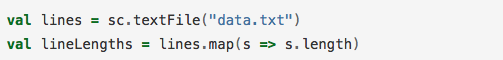 val lines = sc.textFile("data.txt")
val lineLengths = lines.map(s => s.length)